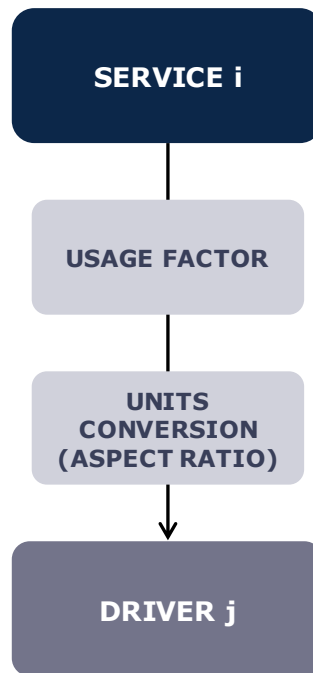 SERVICE i
USAGE FACTOR
UNITS
CONVERSION
(ASPECT RATIO)
DRIVER j